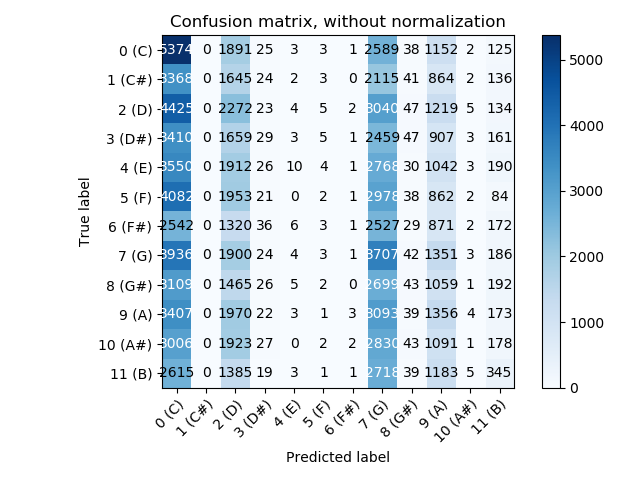 Confusion matrix, without normalization
True label
0 (C) 5374 0 1891 25 3 3 1 2589 38 1152 2 125
1 (C#) 3368 0 1645 24 2 3 0 2115 41 864 2 136
2 (D) 4425 0 2272 23 4 5 2 3040 47 1219 5 134
3 (D#) 3410 0 1659 29 3 5 1 2459 47 907 3 161
4 (E) 3550 0 1912 26 10 4 1 2768 30 1042 3 190
5 (F) 4082 0 1953 21 0 2 1 2978 38 862 2 84
6 (F#) 2542 0 1320 36 6 3 1 2527 29 871 2 172
7 (G) 3936 0 1900 24 4 3 1 3707 42 1351 3 186
8 (G#) 3109 0 1465 26 5 2 0 2699 43 1059 1 192
9 (A) 3407 0 1970 22 3 1 3 3093 39 1356 4 173
10 (A#) 3006 0 1923 27 0 2 2 2830 43 1091 1 178
11 (B) 2615 0 1385 19 3 1 1 2718 39 1183 5 345
0 (C) 1 (C#) 2 (D) 3 (D#) 4 (E) 5 (F) 6 (F#) 7 (G) 8 (G#) 9 (A) 10 (A#) 11 (B)
Predicted label
5000
4000
3000
2000
1000
0